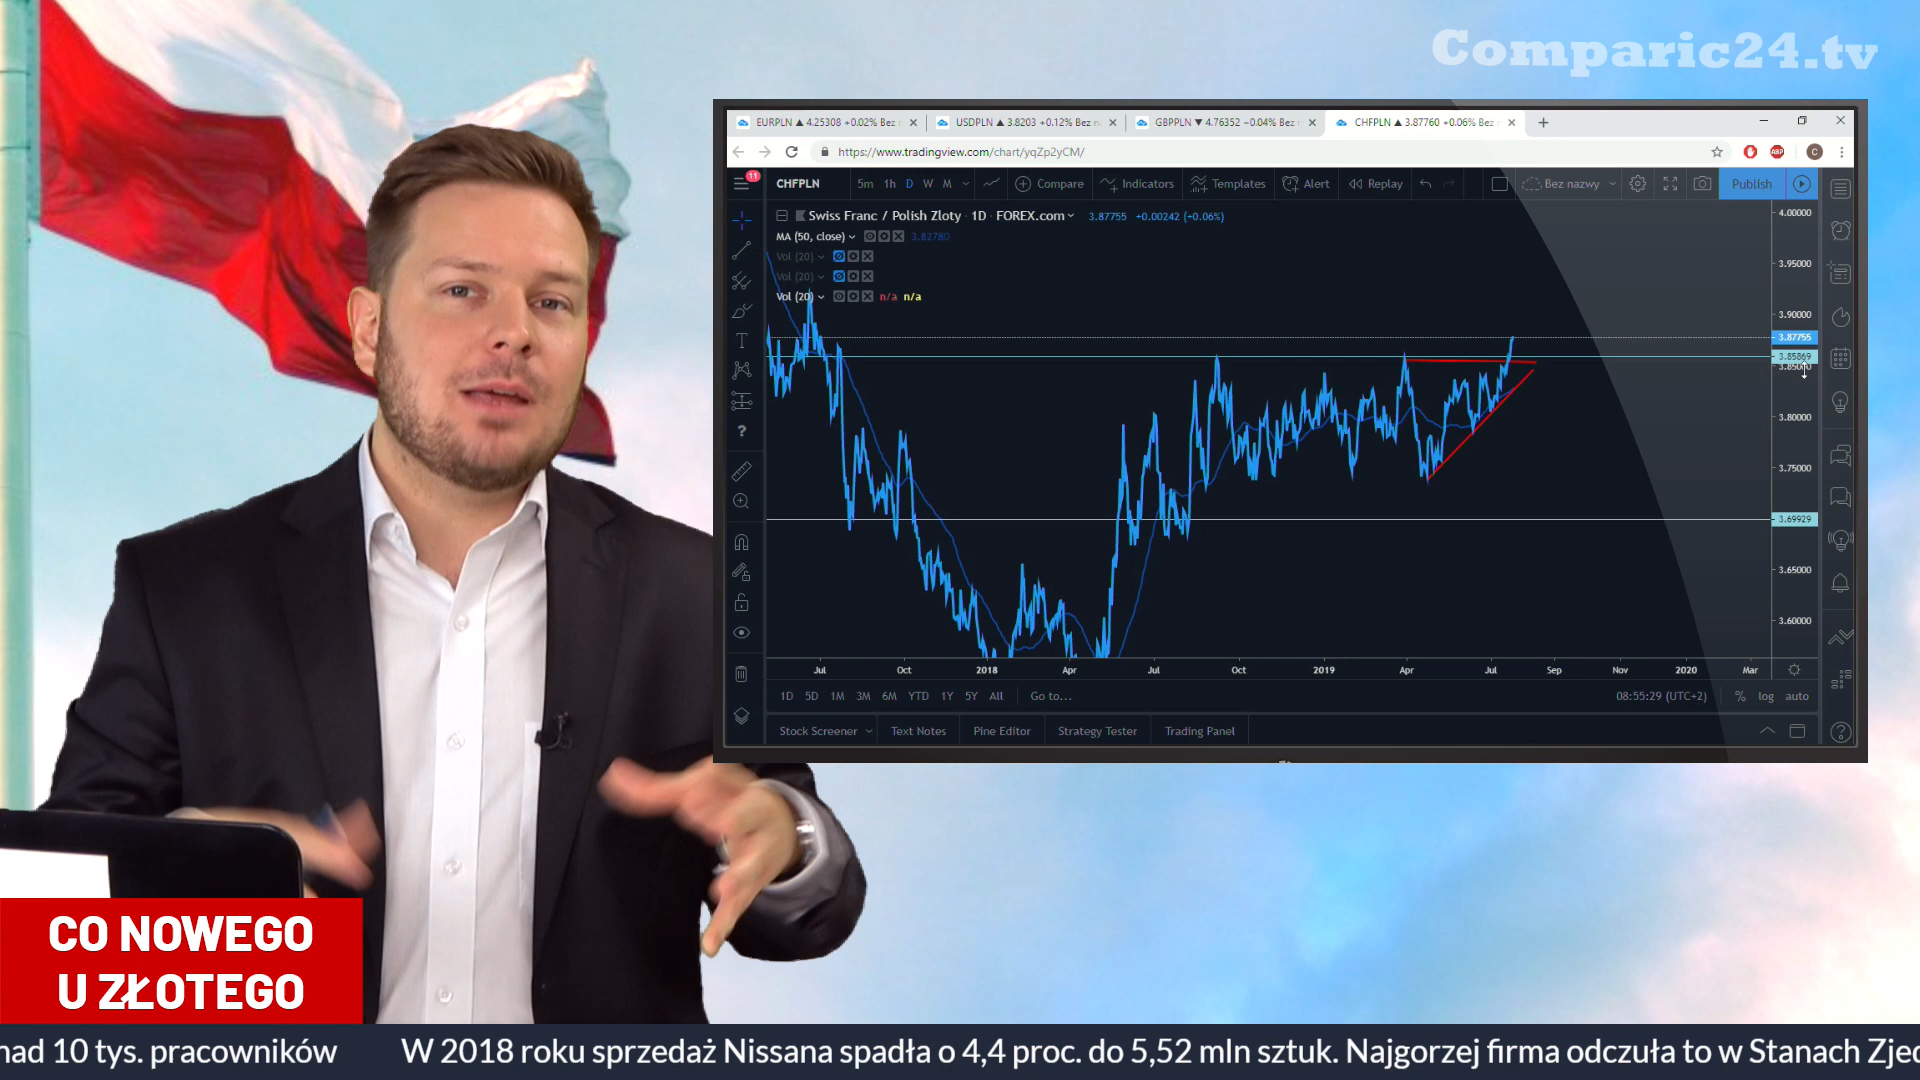 Comparic24.tv
EURPLN ▲ 4.25308 +0.02% Bez
USDPLN ▲ 3.8203 +0.12% Bez
GBPPLN ▼ 4.76352 −0.04% Bez
CHFPLN ▲ 3.87760 +0.06% Bez
https://www.tradingview.com/chart/yqZp2yCM/
ABP
C
11
CHFPLN
5m 1h D W M
Compare
Indicators
Templates
Alert
Replay
Bez nazwy
Publish
Swiss Franc / Polish Zloty · 1D · FOREX.com
3.87755 +0.00242 (+0.06%)
MA (50, close) 3.82780
Vol (20)
Vol (20)
Vol (20) n/a n/a
4.00000
3.95000
3.90000
3.87755
3.85869
3.85000
3.80000
3.75000
3.69929
3.65000
3.60000
Jul Oct 2018 Apr Jul Oct 2019 Apr Jul Sep Nov 2020 Mar
1D 5D 1M 3M 6M YTD 1Y 5Y All Go to...
08:55:29 (UTC+2) % log auto
Stock Screener Text Notes Pine Editor Strategy Tester Trading Panel
CO NOWEGO
U ZŁOTEGO
nad 10 tys. pracowników W 2018 roku sprzedaż Nissana spadła o 4,4 proc. do 5,52 mln sztuk. Najgorzej firma odczuła to w Stanach Zjed